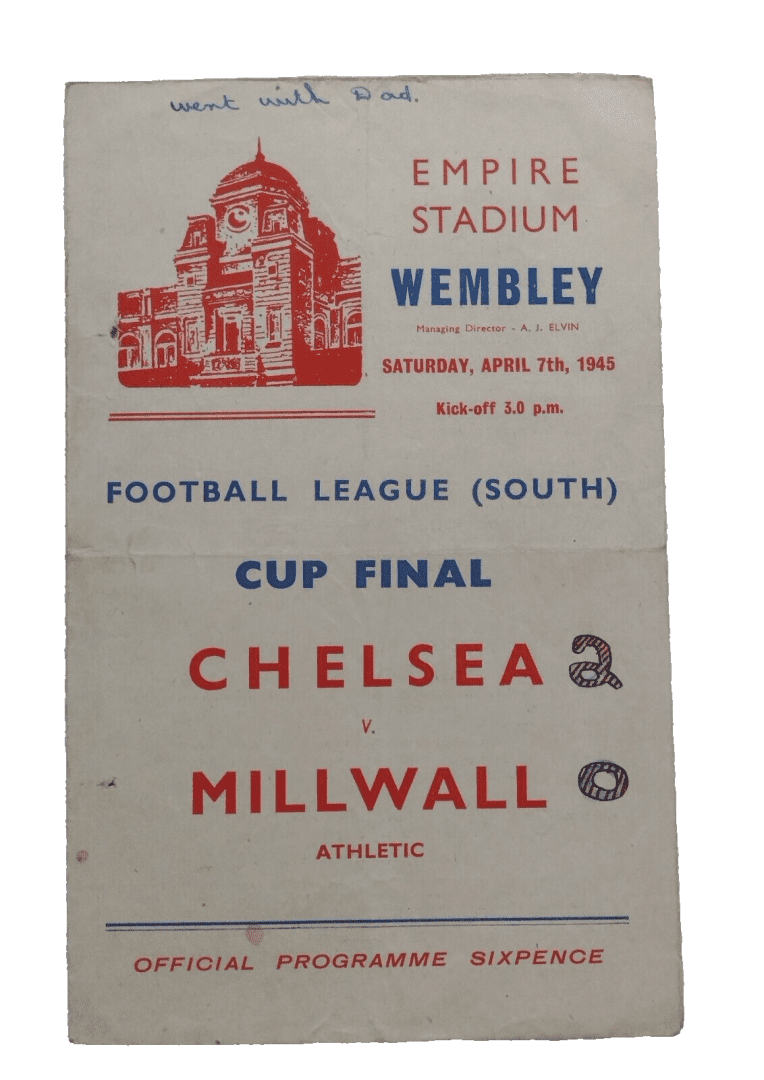 went with Dad.
EMPIRE
STADIUM
WEMBLEY
Managing Director - A. J. ELVIN
SATURDAY, APRIL 7th, 1945
Kick-off 3.0 p.m.
FOOTBALL LEAGUE (SOUTH)
CUP FINAL
CHELSEA 2
v.
MILLWALL 0
ATHLETIC
OFFICIAL PROGRAMME SIXPENCE